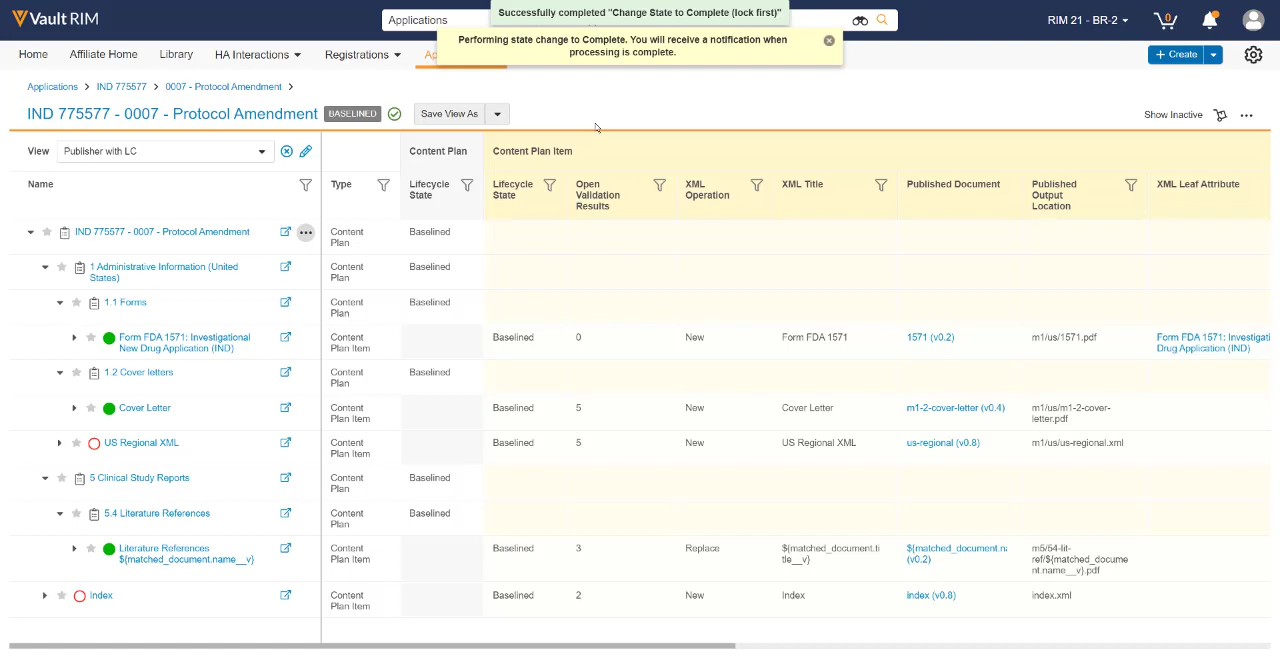 Vault RIM
Applications
Successfully completed "Change State to Complete (lock first)"
RIM 21 - BR-2
0
Performing state change to Complete. You will receive a notification when
processing is complete.
Home
Affiliate Home
Library
HA Interactions
Registrations
Ap
+ Create
Applications > IND 775577 > 0007 - Protocol Amendment >
IND 775577 - 0007 - Protocol Amendment
BASELINED
Save View As
Show Inactive
View
Publisher with LC
Content Plan
Content Plan Item
Name
Type
Lifecycle
State
Lifecycle
State
Open
Validation
Results
XML
Operation
XML Title
Published Document
Published
Output
Location
XML Leaf Attribute
IND 775577 - 0007 - Protocol Amendment
Content
Plan
Baselined
1 Administrative Information (United
States)
Content
Plan
Baselined
1.1 Forms
Content
Plan
Baselined
Form FDA 1571: Investigational
New Drug Application (IND)
Content
Plan Item
Baselined
0
New
Form FDA 1571
1571 (v0.2)
m1/us/1571.pdf
Form FDA 1571: Investigati
Drug Application (IND)
1.2 Cover letters
Content
Plan
Baselined
Cover Letter
Content
Plan Item
Baselined
5
New
Cover Letter
m1-2-cover-letter (v0.4)
m1/us/m1-2-cover-
letter.pdf
US Regional XML
Content
Plan Item
Baselined
5
New
US Regional XML
us-regional (v0.8)
m1/us/us-regional.xml
5 Clinical Study Reports
Content
Plan
Baselined
5.4 Literature References
Content
Plan
Baselined
Literature References
${matched_document.name__v}
Content
Plan Item
Baselined
3
Replace
${matched_document.ti
tle__v}
${matched_document.na
(v0.2)
m5/54-lit-
ref/${matched_docume
nt.name__v}.pdf
Index
Content
Plan Item
Baselined
2
New
Index
index (v0.8)
index.xml